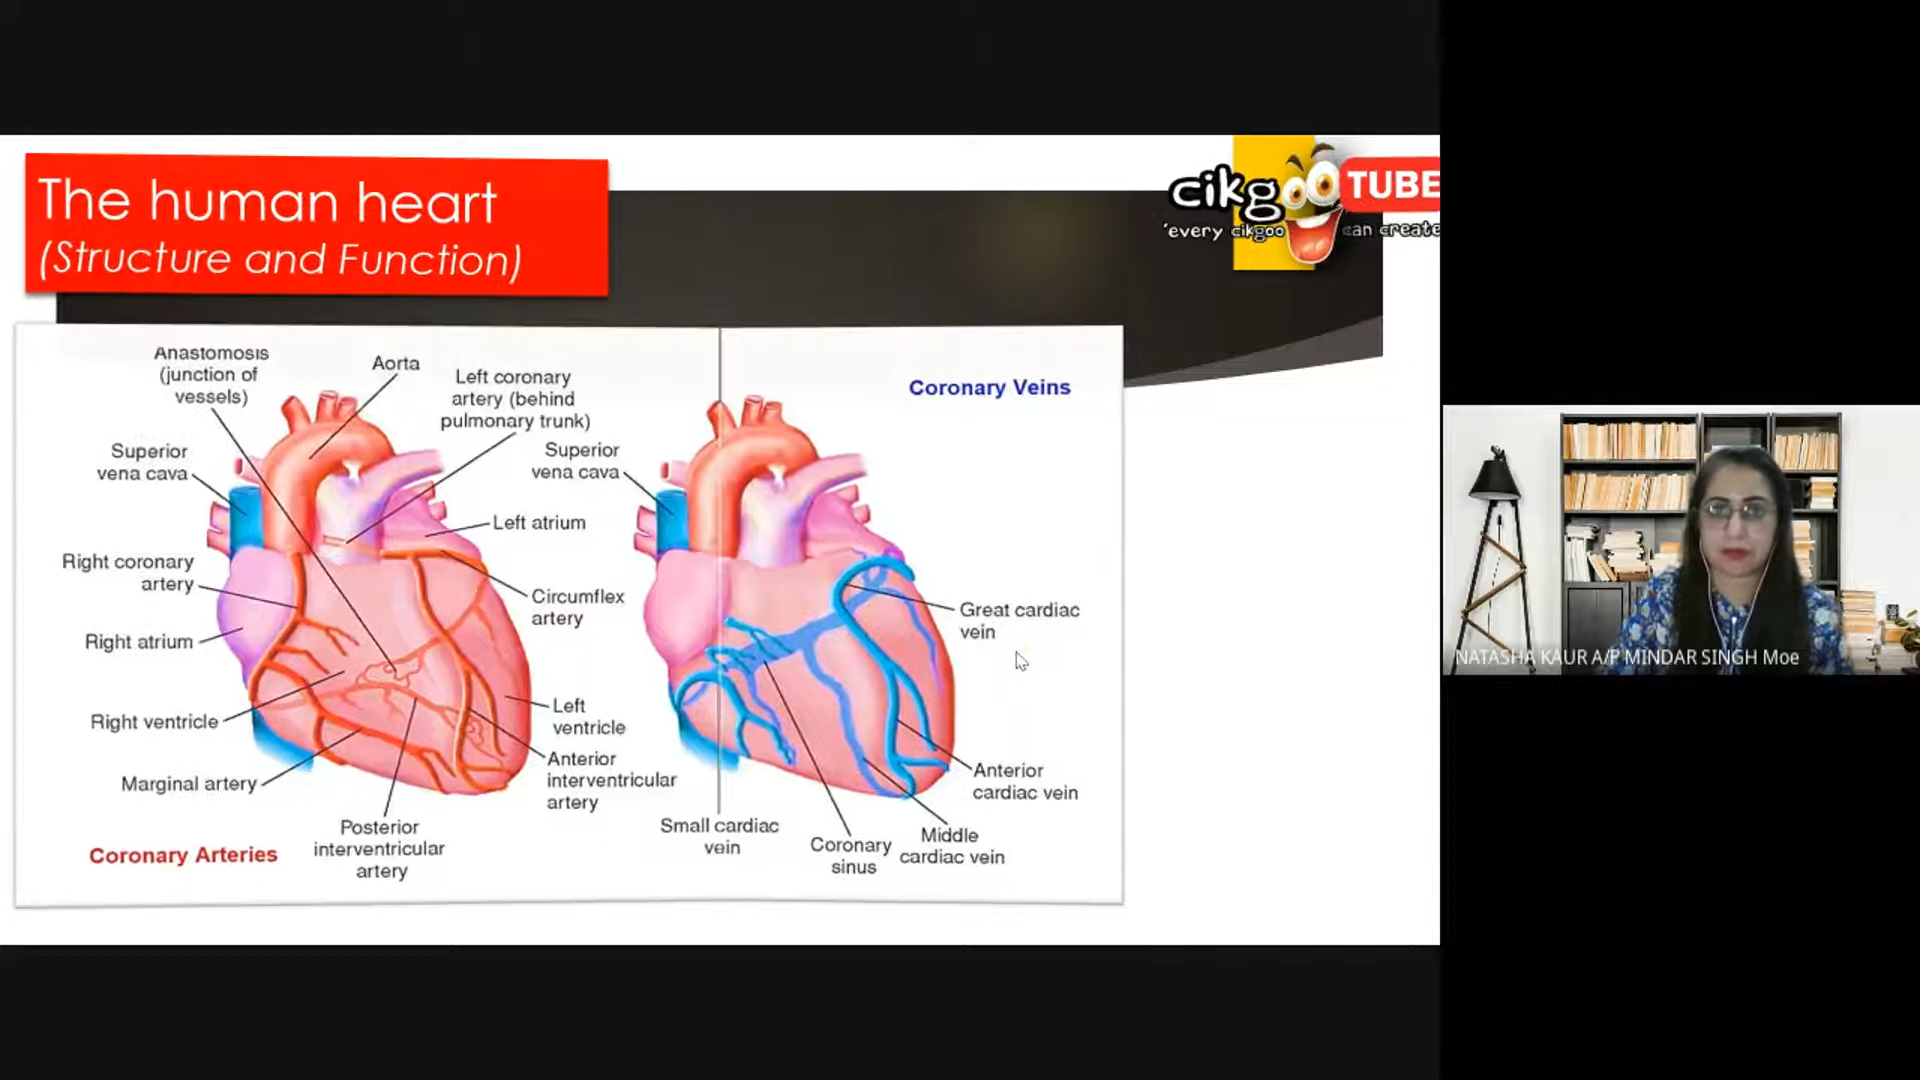 The human heart
(Structure and Function)
cikgoo TUBE
'every cikgoo can create
Anastomosis
(junction of
vessels)
Aorta
Left coronary
artery (behind
pulmonary trunk)
Superior
vena cava
Left atrium
Right coronary
artery
Circumflex
artery
Right atrium
Right ventricle
Left
ventricle
Marginal artery
Anterior
interventricular
artery
Posterior
interventricular
artery
Coronary Arteries
Coronary Veins
Superior
vena cava
Great cardiac
vein
Anterior
cardiac vein
Small cardiac
vein
Coronary
sinus
Middle
cardiac vein
NATASHA KAUR A/P MINDAR SINGH Moe